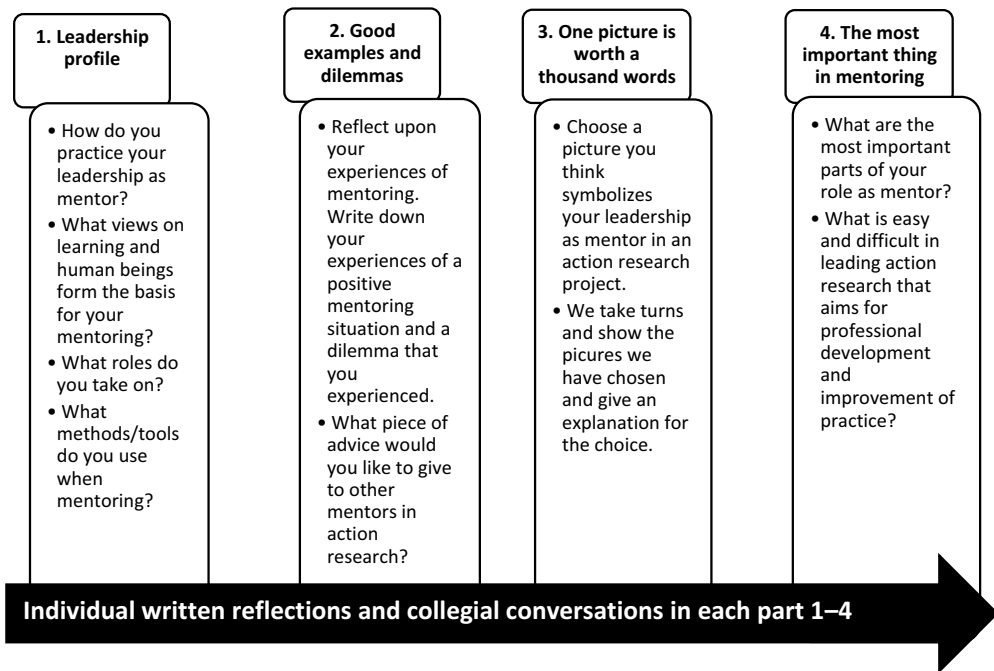 1. Leadership
profile
• How do you
practice your
leadership as
mentor?
• What views on
learning and
human beings
form the basis
for your
mentoring?
• What roles do
you take on?
• What
methods/tools
do you use
when
mentoring?
2. Good
examples and
dilemmas
• Reflect upon
your
experiences of
mentoring.
Write down
your
experiences of a
positive
mentoring
situation and a
dilemma that
you
experienced.
• What piece of
advice would
you like to give
to other
mentors in
action
research?
3. One picture is
worth a
thousand words
• Choose a
picture you
think
symbolizes
your leadership
as mentor in an
action research
project.
• We take turns
and show the
picures we
have chosen
and give an
explanation for
the choice.
4. The most
important thing
in mentoring
• What are the
most important
parts of your
role as mentor?
• What is easy
and difficult in
leading action
research that
aims for
professional
development
and
improvement of
practice?
Individual written reflections and collegial conversations in each part 1–4